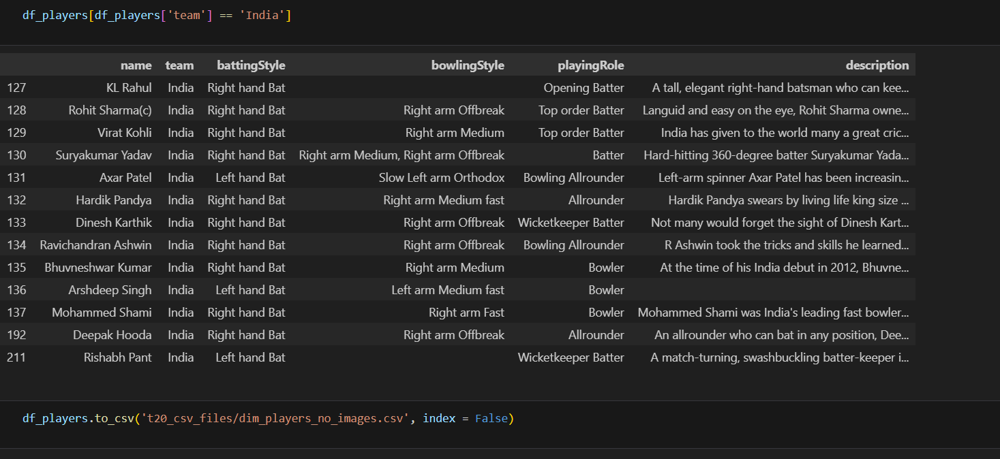 df_players[df_players['team'] == 'India']
name team battingStyle bowlingStyle playingRole description
127 KL Rahul India Right hand Bat Opening Batter A tall, elegant right-hand batsman who can kee...
128 Rohit Sharma(c) India Right hand Bat Right arm Offbreak Top order Batter Languid and easy on the eye, Rohit Sharma owne...
129 Virat Kohli India Right hand Bat Right arm Medium Top order Batter India has given to the world many a great cric...
130 Suryakumar Yadav India Right hand Bat Right arm Medium, Right arm Offbreak Batter Hard-hitting 360-degree batter Suryakumar Yada...
131 Axar Patel India Left hand Bat Slow Left arm Orthodox Bowling Allrounder Left-arm spinner Axar Patel has been increasin...
132 Hardik Pandya India Right hand Bat Right arm Medium fast Allrounder Hardik Pandya swears by living life king size ...
133 Dinesh Karthik India Right hand Bat Right arm Offbreak Wicketkeeper Batter Not many would forget the sight of Dinesh Kart...
134 Ravichandran Ashwin India Right hand Bat Right arm Offbreak Bowling Allrounder R Ashwin took the tricks and skills he learned...
135 Bhuvneshwar Kumar India Right hand Bat Right arm Medium Bowler At the time of his India debut in 2012, Bhuvne...
136 Arshdeep Singh India Left hand Bat Left arm Medium fast Bowler
137 Mohammed Shami India Right hand Bat Right arm Fast Bowler Mohammed Shami was India's leading fast bowler...
192 Deepak Hooda India Right hand Bat Right arm Offbreak Allrounder An allrounder who can bat in any position, Dee...
211 Rishabh Pant India Left hand Bat Wicketkeeper Batter A match-turning, swashbuckling batter-keeper i...
df_players.to_csv('t20_csv_files/dim_players_no_images.csv', index = False)